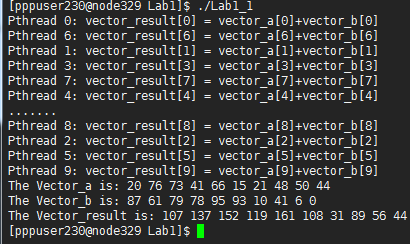 [pppuser230@node329 Lab1]$ ./Lab1_1
Pthread 0: vector_result[0] = vector_a[0]+vector_b[0]
Pthread 6: vector_result[6] = vector_a[6]+vector_b[6]
Pthread 1: vector_result[1] = vector_a[1]+vector_b[1]
Pthread 3: vector_result[3] = vector_a[3]+vector_b[3]
Pthread 7: vector_result[7] = vector_a[7]+vector_b[7]
Pthread 4: vector_result[4] = vector_a[4]+vector_b[4]
.......
Pthread 8: vector_result[8] = vector_a[8]+vector_b[8]
Pthread 2: vector_result[2] = vector_a[2]+vector_b[2]
Pthread 5: vector_result[5] = vector_a[5]+vector_b[5]
Pthread 9: vector_result[9] = vector_a[9]+vector_b[9]
The Vector_a is: 20 76 73 41 66 15 21 48 50 44
The Vector_b is: 87 61 79 78 95 93 10 41 6 0
The Vector_result is: 107 137 152 119 161 108 31 89 56 44
[pppuser230@node329 Lab1]$